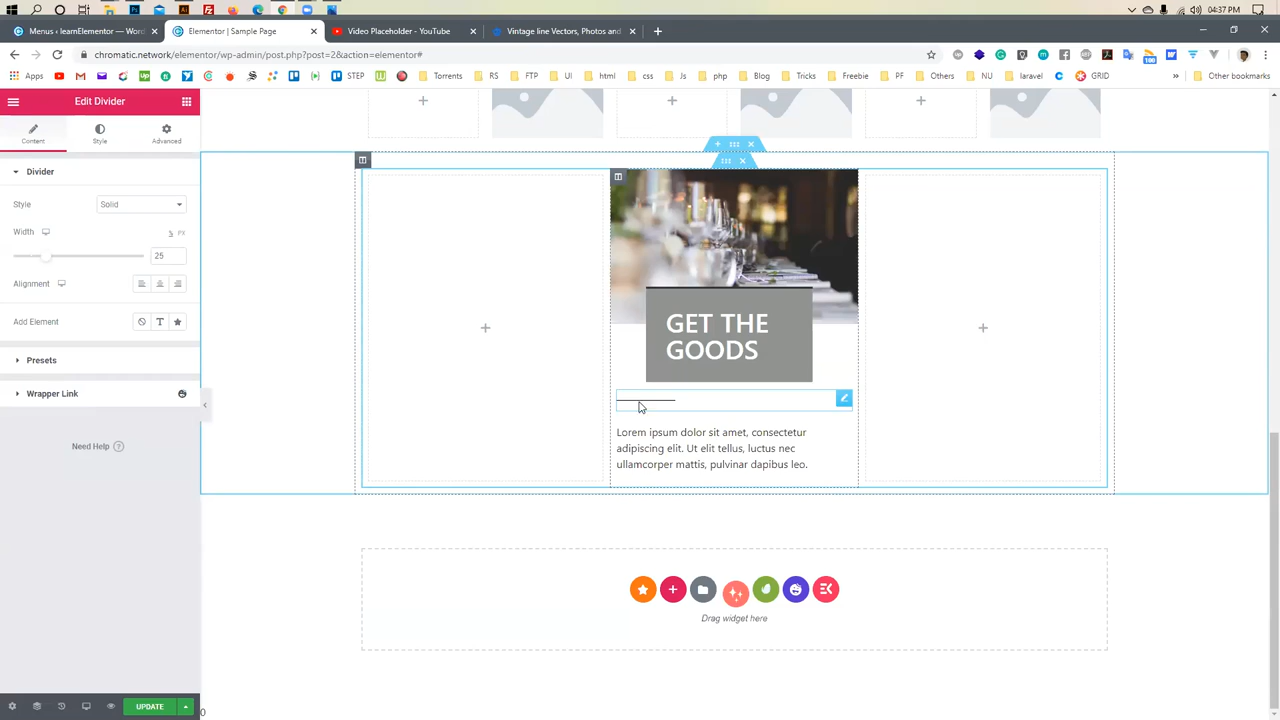 04:37 PM
Menus ‹ learnElementor — Wor
Elementor | Sample Page
Video Placeholder - YouTube
Vintage line Vectors, Photos and
chromatic.network/elementor/wp-admin/post.php?post=2&action=elementor#
Apps
STEP
Torrents
RS
FTP
UI
html
css
Js
php
Blog
Tricks
Freebie
PF
Others
NU
laravel
GRID
»
Other bookmarks
Edit Divider
Content
Style
Advanced
Divider
Style
Solid
Width
% PX
25
Alignment
Add Element
Presets
Wrapper Link
Need Help
GET THE
GOODS
Lorem ipsum dolor sit amet, consectetur
adipiscing elit. Ut elit tellus, luctus nec
ullamcorper mattis, pulvinar dapibus leo.
Drag widget here
UPDATE